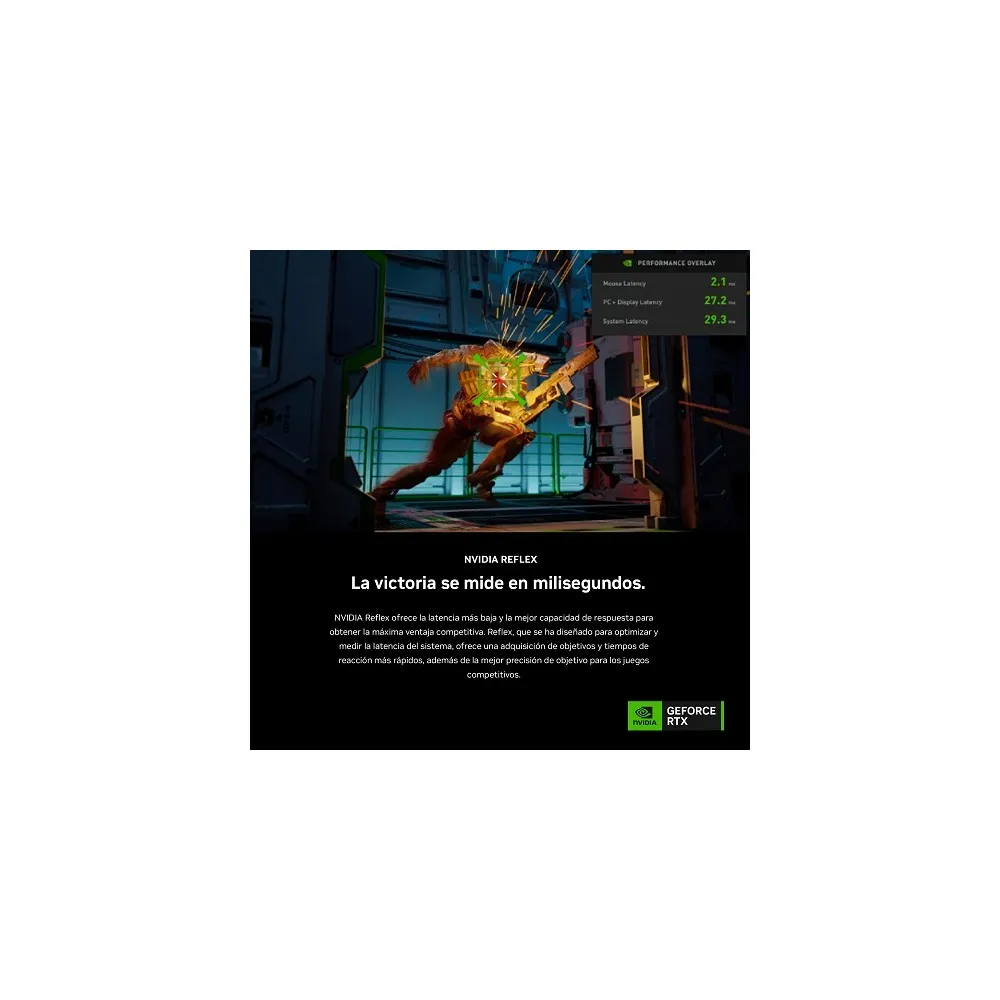 PERFORMANCE OVERLAY
Mouse Latency 2.1 ms
PC + Display Latency 27.2 ms
System Latency 29.3 ms
NVIDIA REFLEX
La victoria se mide en milisegundos.
NVIDIA Reflex ofrece la latencia más baja y la mejor capacidad de respuesta para
obtener la máxima ventaja competitiva. Reflex, que se ha diseñado para optimizar y
medir la latencia del sistema, ofrece una adquisición de objetivos y tiempos de
reacción más rápidos, además de la mejor precisión de objetivo para los juegos
competitivos.
NVIDIA
GEFORCE
RTX